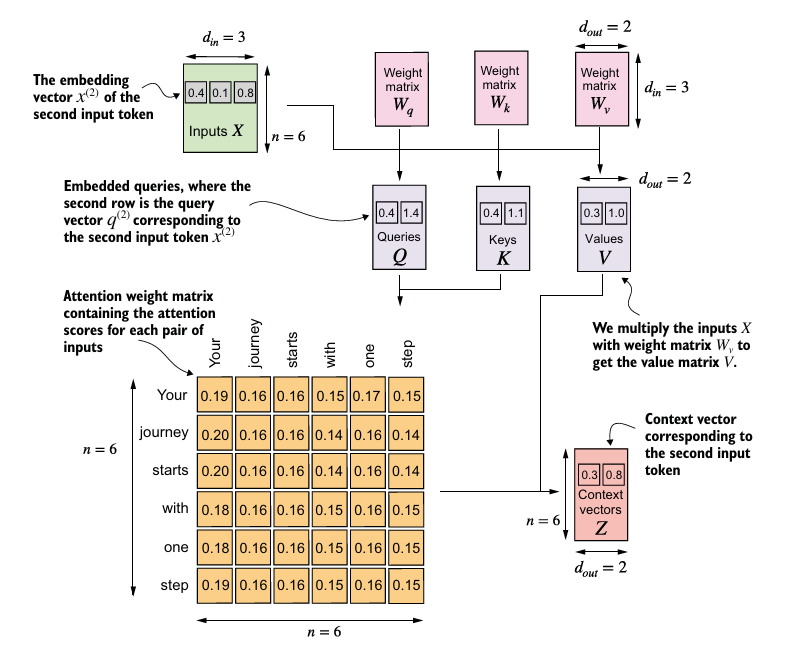 d_in = 3
The embedding
vector x^(2) of the
second input token
0.4 0.1 0.8
Inputs X
n = 6
Weight
matrix
W_q
Weight
matrix
W_k
d_out = 2
Weight
matrix
W_v
d_in = 3
Embedded queries, where the
second row is the query
vector q^(2) corresponding to
the second input token x^(2)
0.4 1.4
Queries
Q
0.4 1.1
Keys
K
d_out = 2
0.3 1.0
Values
V
We multiply the inputs X
with weight matrix W_v to
get the value matrix V.
Attention weight matrix
containing the attention
scores for each pair of
inputs
Your journey starts with one step
Your 0.19 0.16 0.16 0.15 0.17 0.15
journey 0.20 0.16 0.16 0.14 0.16 0.14
starts 0.20 0.16 0.16 0.14 0.16 0.14
with 0.18 0.16 0.16 0.15 0.16 0.15
one 0.18 0.16 0.16 0.15 0.16 0.15
step 0.19 0.16 0.16 0.15 0.16 0.15
n = 6
n = 6
Context vector
corresponding to
the second input
token
0.3 0.8
Context
vectors
Z
n = 6
d_out = 2